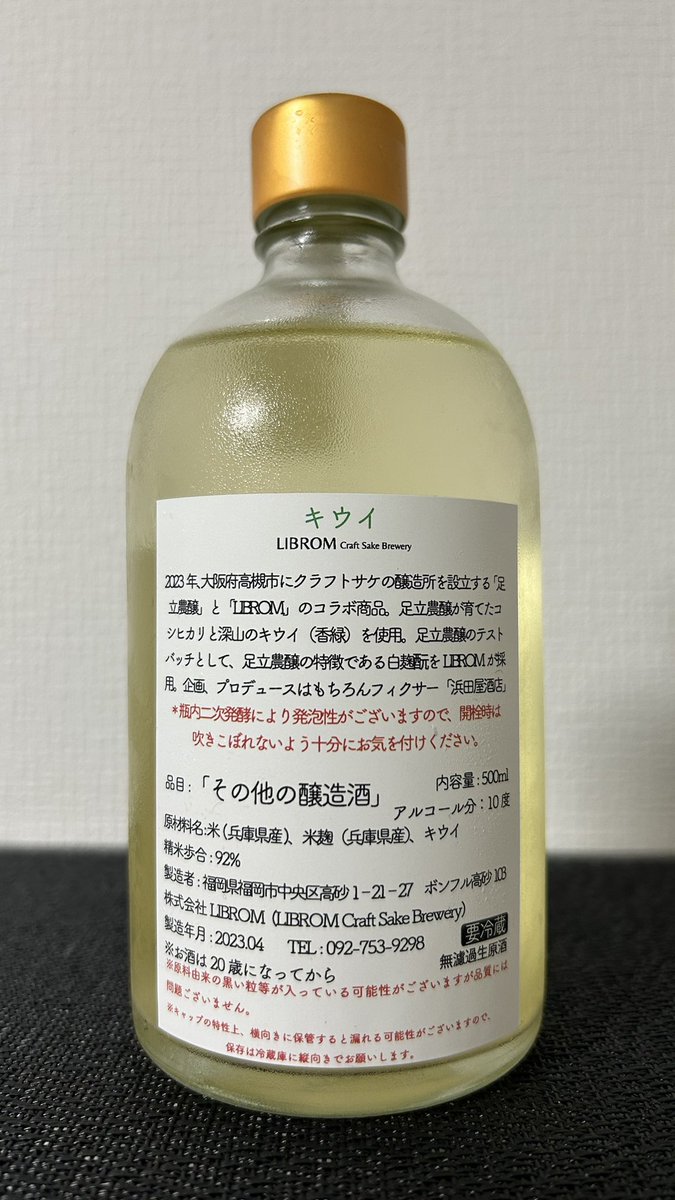 キウイ
LIBROM Craft Sake Brewery
2023年、大阪府高槻市にクラフトサケの醸造所を設立する「足
立農醸」と「LIBROM」のコラボ商品。足立農醸が育てたコ
シヒカリと深山のキウイ（香緑）を使用。足立農醸のテスト
バッチとして、足立農醸の特徴である白麹酛をLIBROMが採
用。企画、プロデュースはもちろんフィクサー「浜田屋酒店」
*瓶内二次発酵により発泡性がございますので、開栓時は
吹きこぼれないよう十分にお気を付けください。
品目：「その他の醸造酒」 内容量：500ml
アルコール分：10度
原材料名：米（兵庫県産）、米麹（兵庫県産）、キウイ
精米歩合：92%
製造者：福岡県福岡市中央区高砂1-21-27 ボンフル高砂103
株式会社LIBROM（LIBROM Craft Sake Brewery）
製造年月：2023.04 TEL：092-753-9298 要冷蔵
無濾過生原酒
※お酒は20歳になってから
※原料由来の黒い粒等が入っている可能性がございますが品質には
問題ございません。
※キャップの特性上、横向きに保管すると漏れる可能性がございますので、
保存は冷蔵庫に縦向きでお願いします。